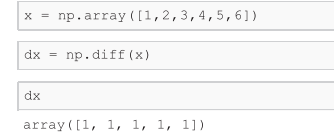 x = np.array([1,2,3,4,5,6])
dx = np.diff(x)
dx
array([1, 1, 1, 1, 1])